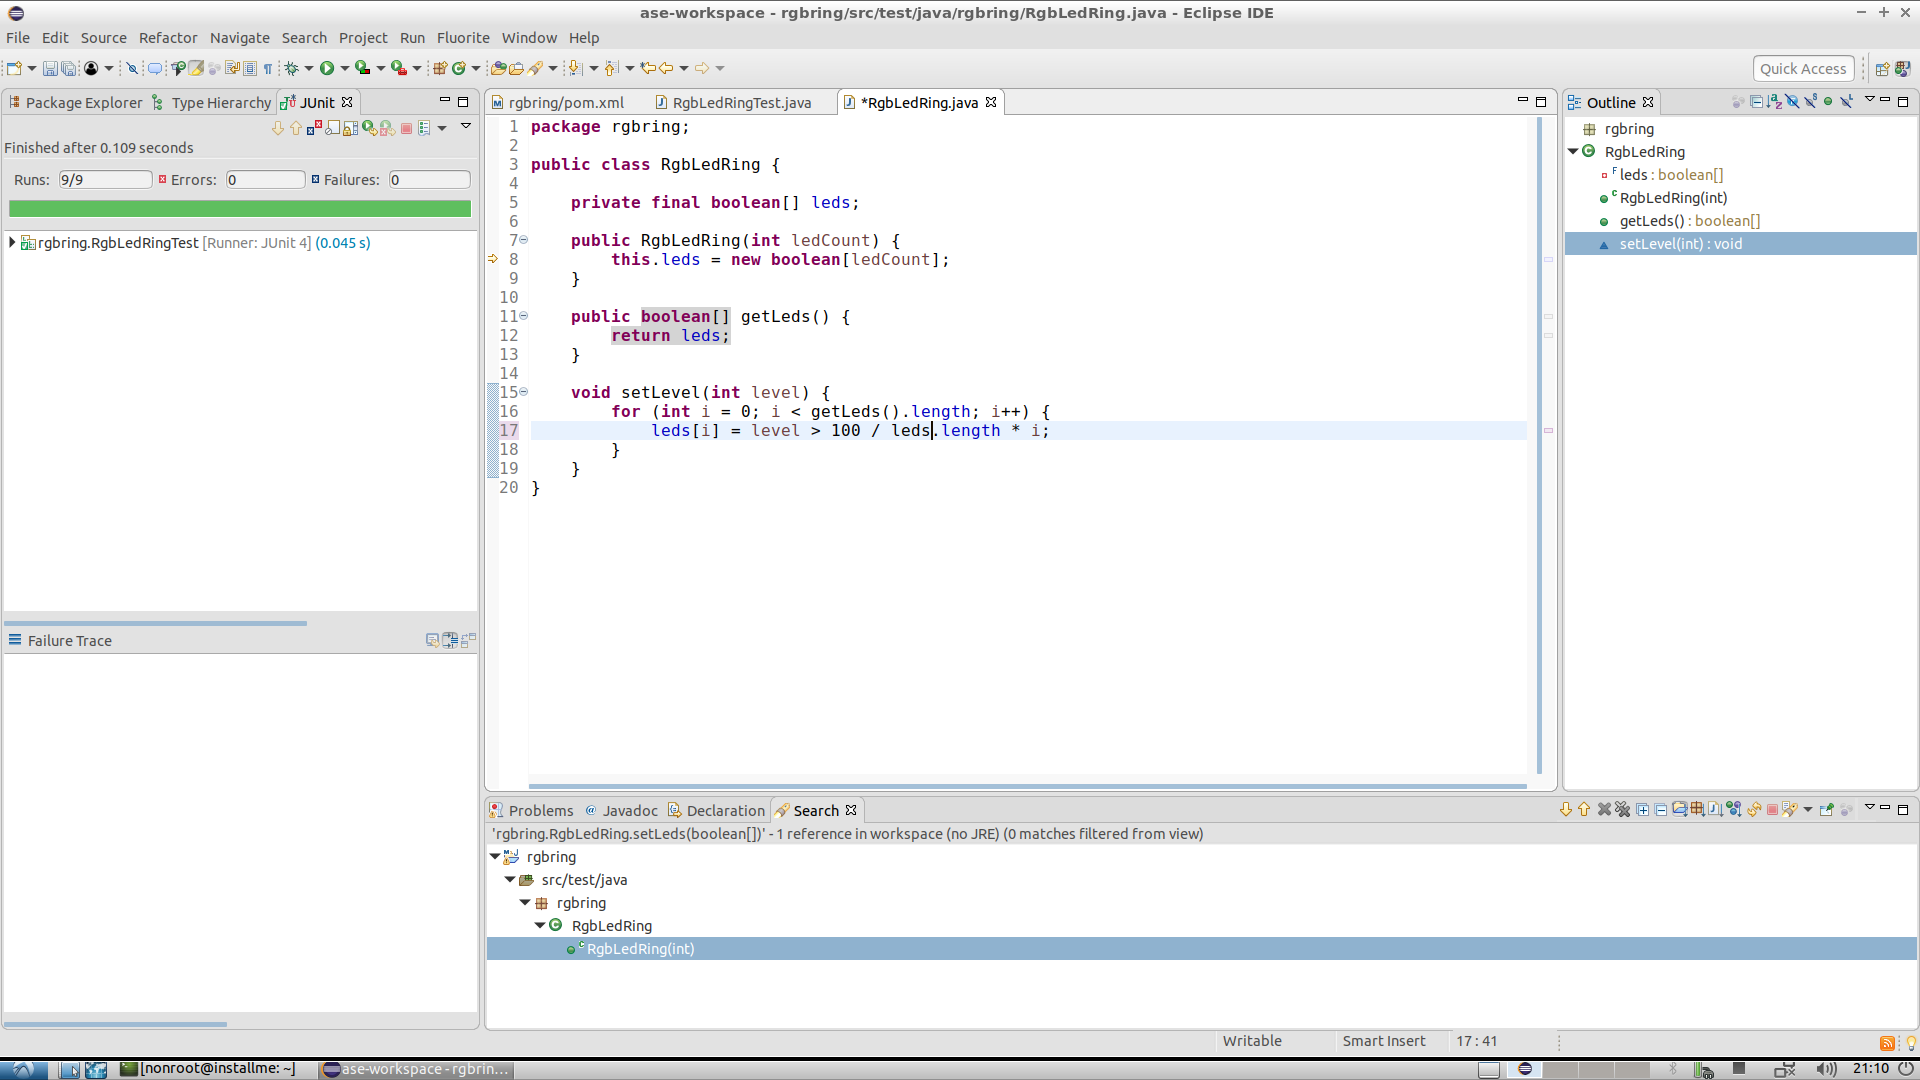 ase-workspace - rgbring/src/test/java/rgbring/RgbLedRing.java - Eclipse IDE
File Edit Source Refactor Navigate Search Project Run Fluorite Window Help
Quick Access
Package Explorer Type Hierarchy JUnit
Finished after 0.109 seconds
Runs: 9/9 Errors: 0 Failures: 0
rgbring.RgbLedRingTest [Runner: JUnit 4] (0.045 s)
Failure Trace
rgbring/pom.xml RgbLedRingTest.java *RgbLedRing.java
1 package rgbring;
2
3 public class RgbLedRing {
4
5 private final boolean[] leds;
6
7 public RgbLedRing(int ledCount) {
8 this.leds = new boolean[ledCount];
9 }
10
11 public boolean[] getLeds() {
12 return leds;
13 }
14
15 void setLevel(int level) {
16 for (int i = 0; i < getLeds().length; i++) {
17 leds[i] = level > 100 / leds.length * i;
18 }
19 }
20 }
Outline
rgbring
RgbLedRing
leds : boolean[]
RgbLedRing(int)
getLeds() : boolean[]
setLevel(int) : void
Problems Javadoc Declaration Search
'rgbring.RgbLedRing.setLeds(boolean[])' - 1 reference in workspace (no JRE) (0 matches filtered from view)
rgbring
src/test/java
rgbring
RgbLedRing
RgbLedRing(int)
Writable Smart Insert 17 : 41
[nonroot@installme: ~] ase-workspace - rgbrin... 21:10